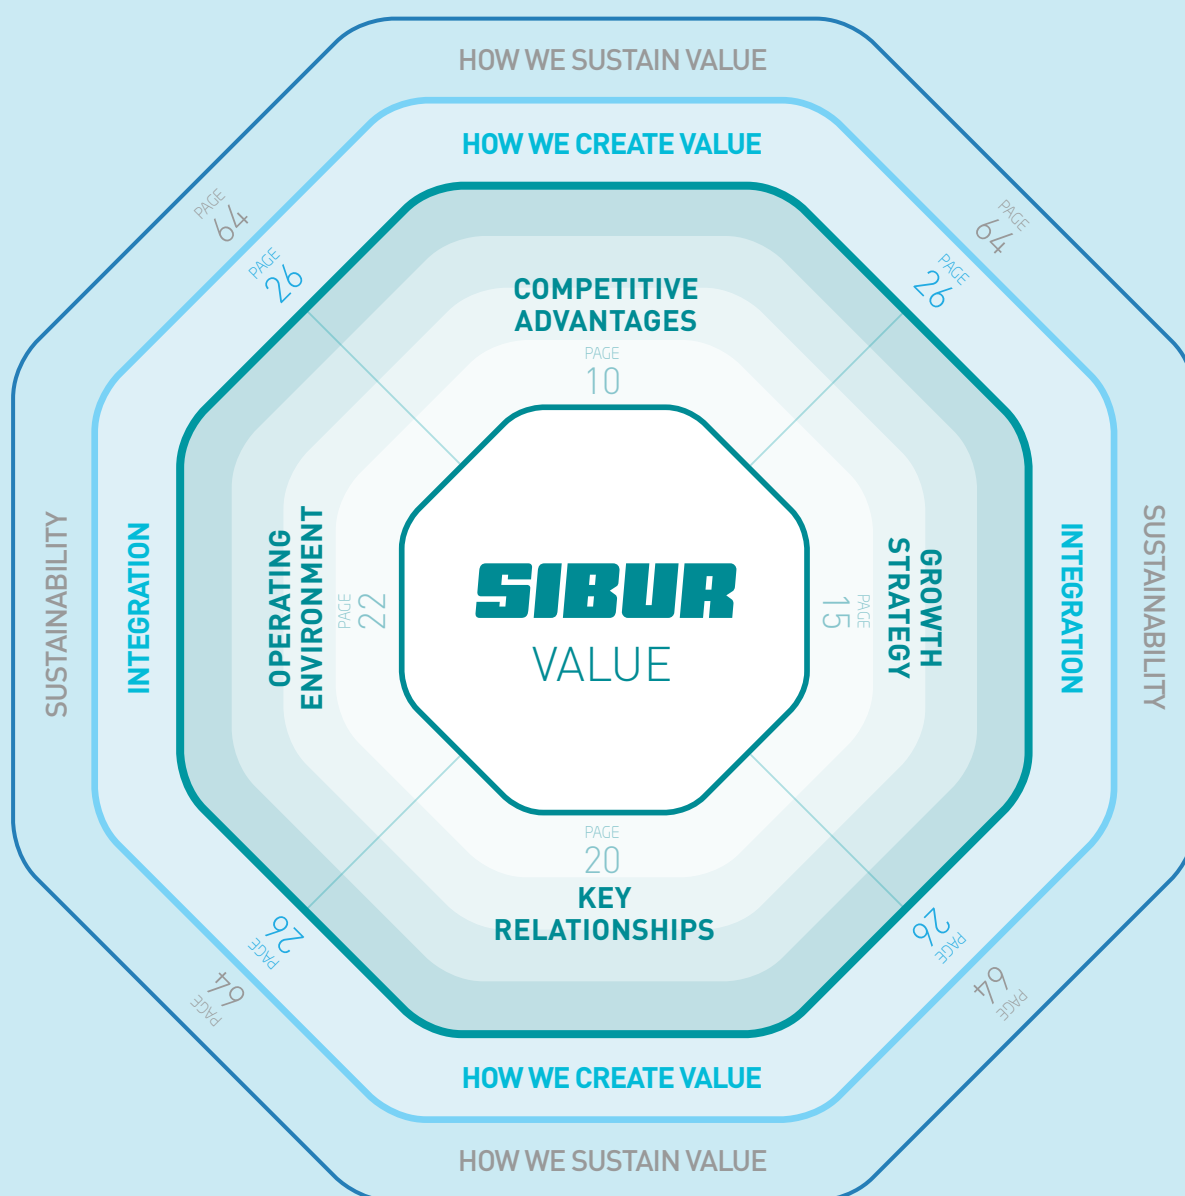 HOW WE SUSTAIN VALUE
HOW WE CREATE VALUE
PAGE
64
PAGE
64
PAGE
26
PAGE
26
COMPETITIVE
ADVANTAGES
PAGE
10
SUSTAINABILITY
INTEGRATION
OPERATING
ENVIRONMENT
PAGE
22
SIBUR
VALUE
PAGE
15
GROWTH
STRATEGY
INTEGRATION
SUSTAINABILITY
PAGE
20
KEY
RELATIONSHIPS
PAGE
26
PAGE
26
PAGE
64
PAGE
64
HOW WE CREATE VALUE
HOW WE SUSTAIN VALUE